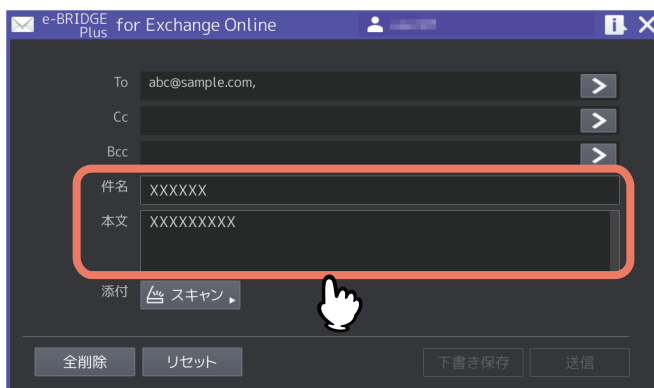 e-BRIDGE Plus for Exchange Online
To abc@sample.com,
Cc
Bcc
件名 XXXXXX
本文 XXXXXXXXX
添付 スキャン
全削除 リセット 下書き保存 送信